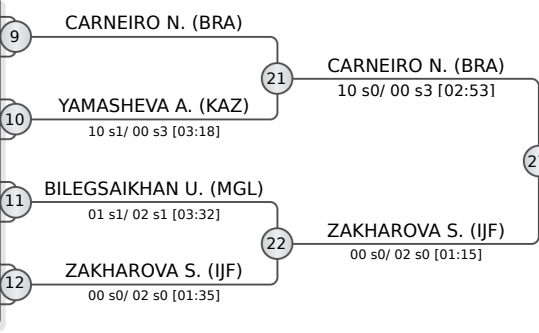 CARNEIRO N. (BRA)
9
21
CARNEIRO N. (BRA)
10 s0/ 00 s3 [02:53]
YAMASHEVA A. (KAZ)
10
10 s1/ 00 s3 [03:18]
BILEGSAIKHAN U. (MGL)
11
01 s1/ 02 s1 [03:32]
22
ZAKHAROVA S. (IJF)
00 s0/ 02 s0 [01:15]
ZAKHAROVA S. (IJF)
12
00 s0/ 02 s0 [01:35]